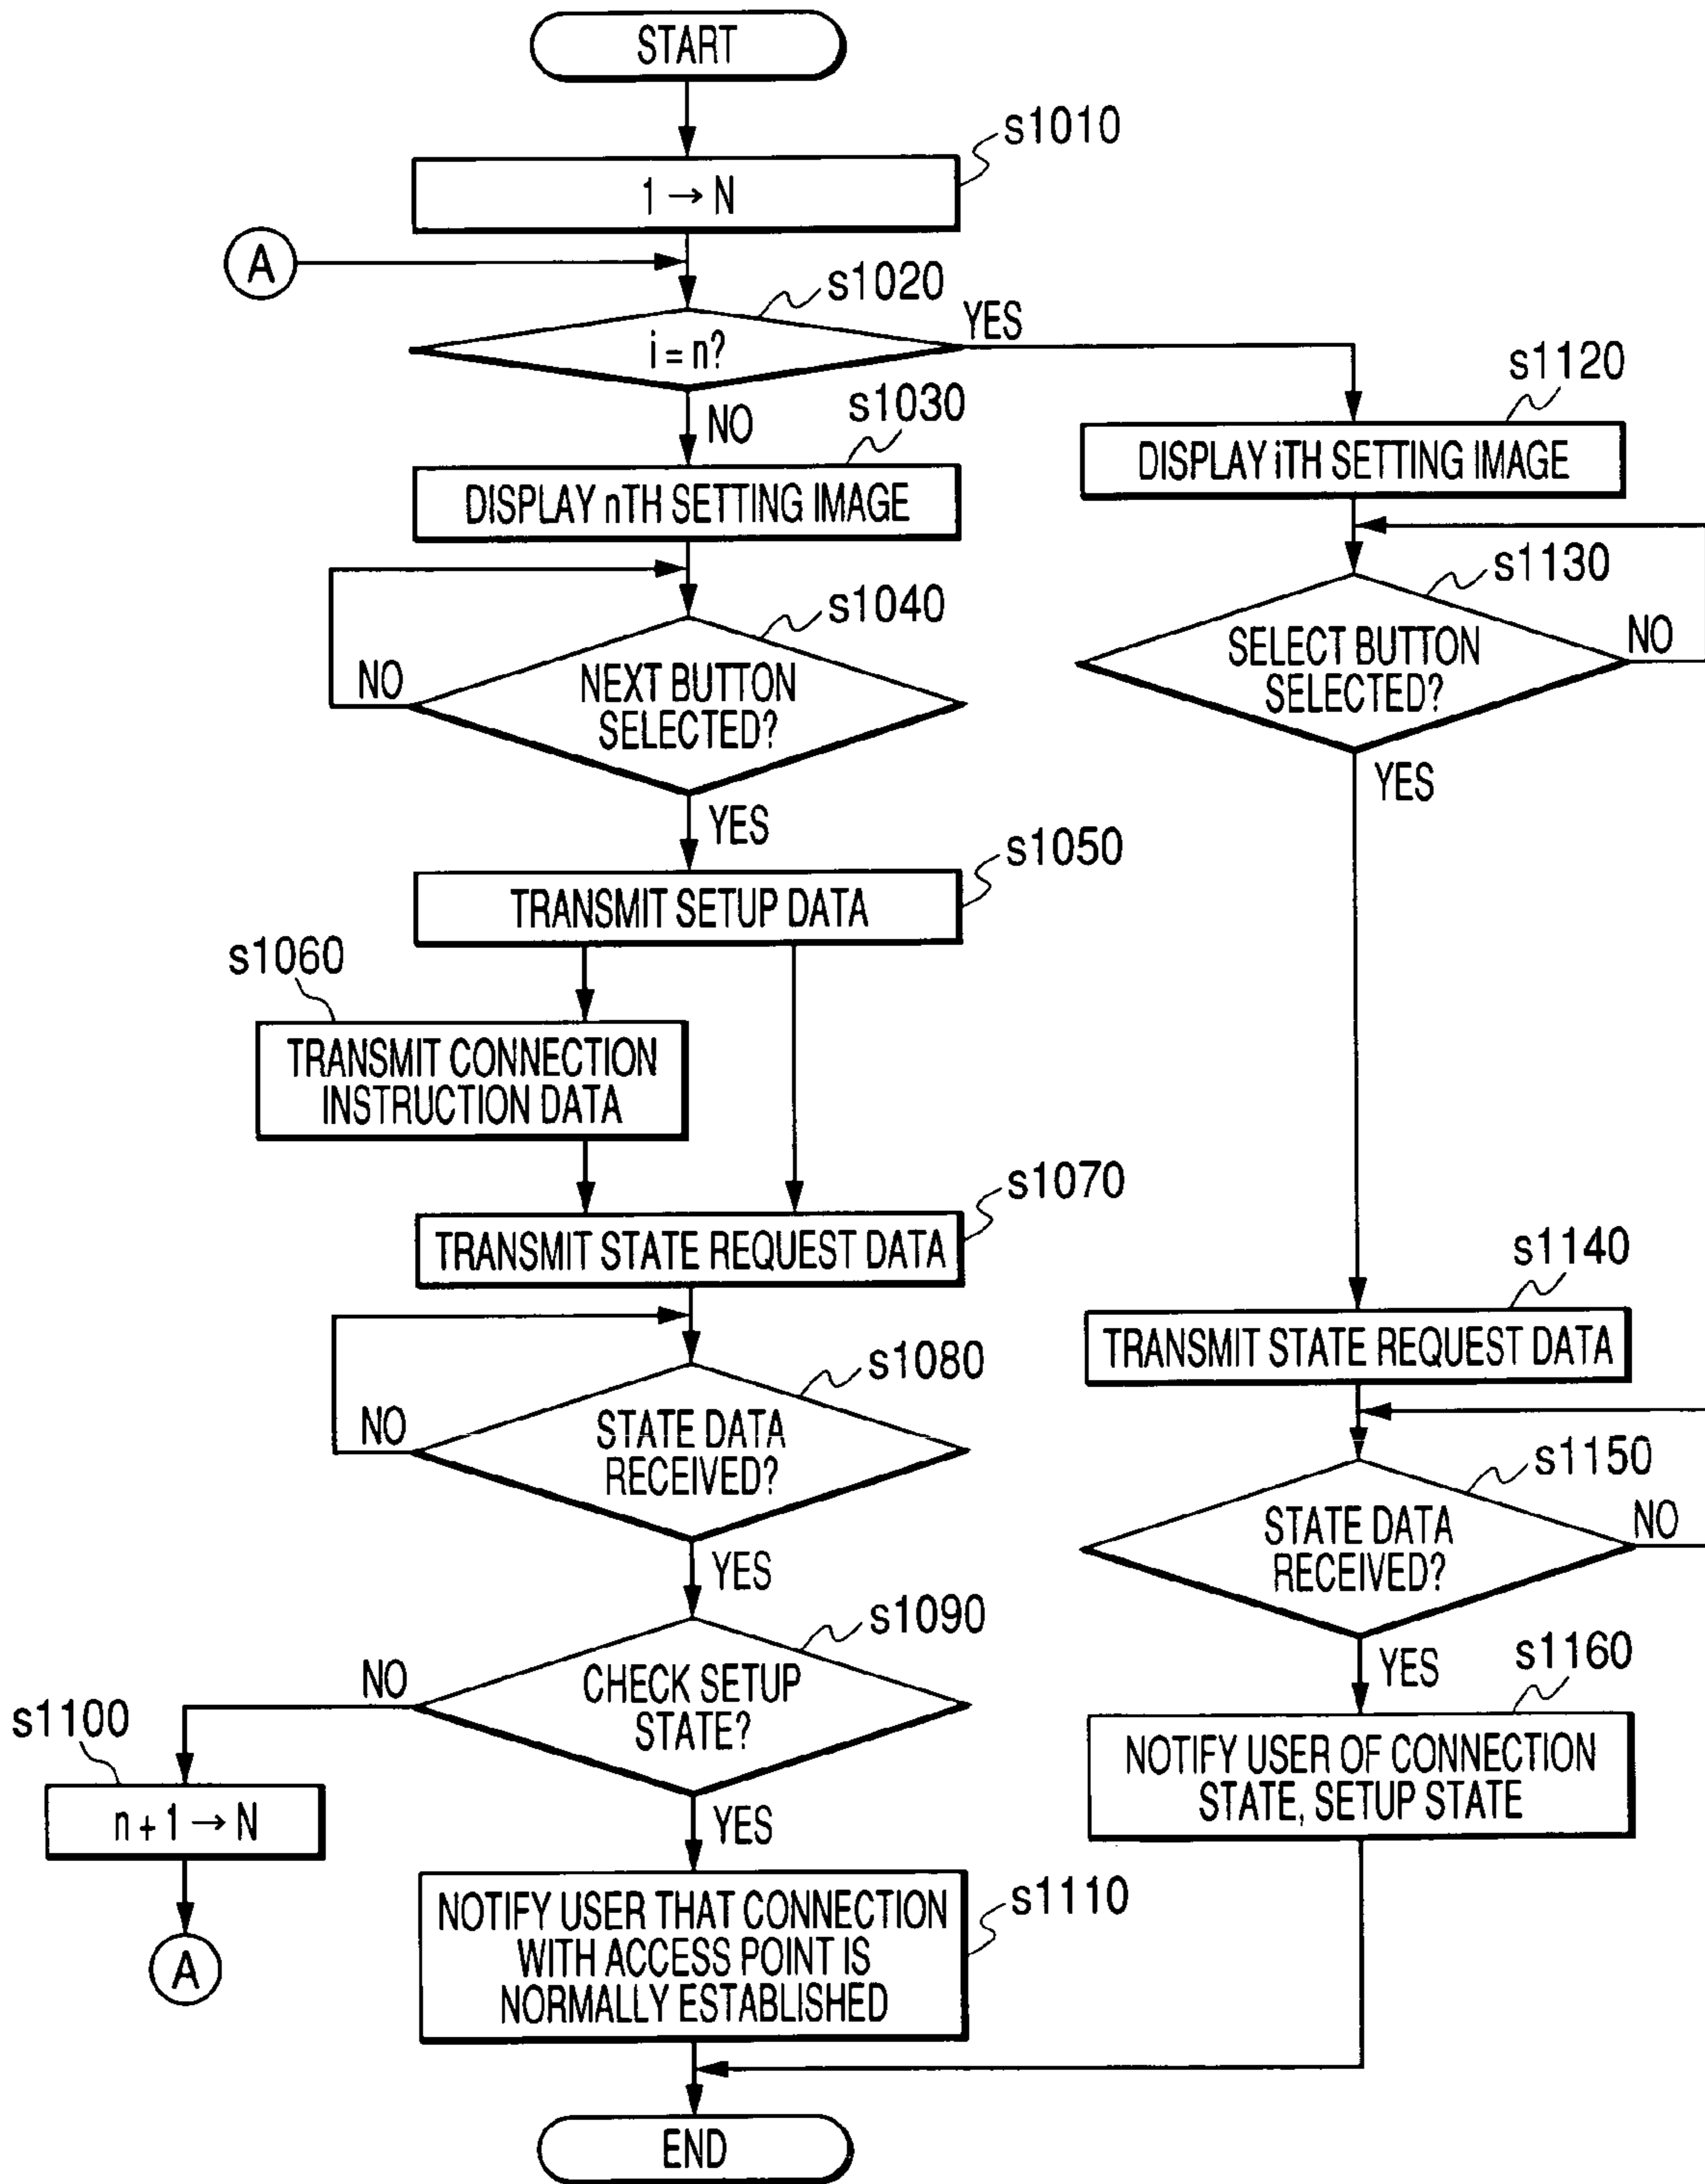 START
s1010
1 → N
A
s1020
i = n?
YES
NO
s1030
DISPLAY nTH SETTING IMAGE
s1040
NEXT BUTTON
SELECTED?
NO
YES
s1050
TRANSMIT SETUP DATA
s1060
TRANSMIT CONNECTION
INSTRUCTION DATA
s1070
TRANSMIT STATE REQUEST DATA
s1080
STATE DATA
RECEIVED?
NO
YES
s1090
CHECK SETUP
STATE?
NO
YES
s1100
n + 1 → N
A
s1110
NOTIFY USER THAT CONNECTION
WITH ACCESS POINT IS
NORMALLY ESTABLISHED
s1120
DISPLAY iTH SETTING IMAGE
s1130
SELECT BUTTON
SELECTED?
NO
YES
s1140
TRANSMIT STATE REQUEST DATA
s1150
STATE DATA
RECEIVED?
NO
YES
s1160
NOTIFY USER OF CONNECTION
STATE, SETUP STATE
END